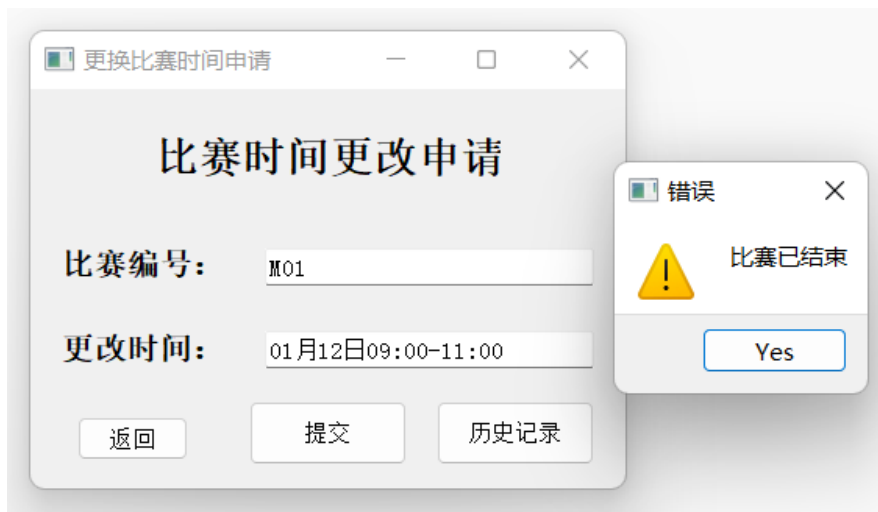 更换比赛时间申请
比赛时间更改申请
比赛编号：
M01
更改时间：
01月12日09:00-11:00
返回
提交
历史记录
错误
比赛已结束
Yes